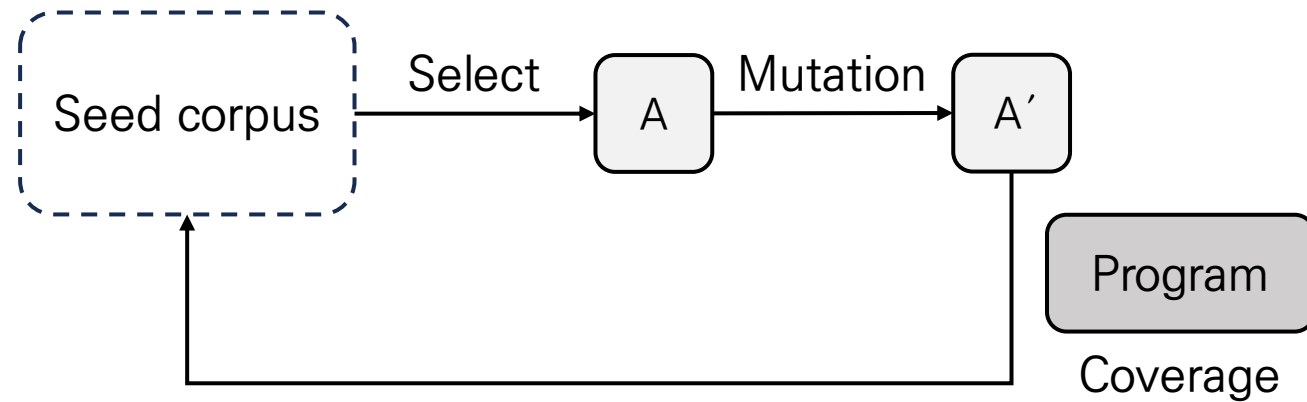 Seed corpus
Select
A
Mutation
A′
Program
Coverage